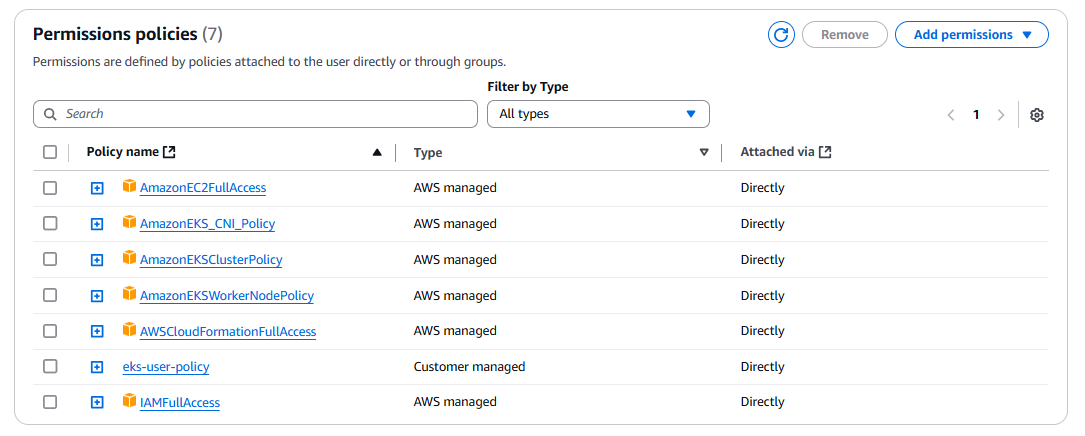 Permissions policies (7)
Remove
Add permissions
Permissions are defined by policies attached to the user directly or through groups.
Filter by Type
Search
All types
1
Policy name
Type
Attached via
AmazonEC2FullAccess AWS managed Directly
AmazonEKS_CNI_Policy AWS managed Directly
AmazonEKSClusterPolicy AWS managed Directly
AmazonEKSWorkerNodePolicy AWS managed Directly
AWSCloudFormationFullAccess AWS managed Directly
eks-user-policy Customer managed Directly
IAMFullAccess AWS managed Directly